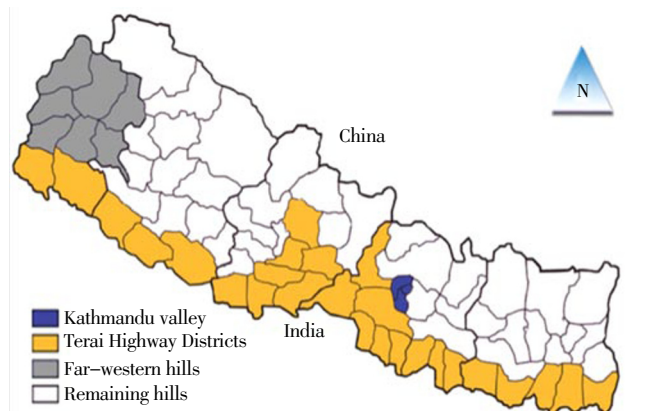 N
China
India
Kathmandu valley
Terai Highway Districts
Far–western hills
Remaining hills